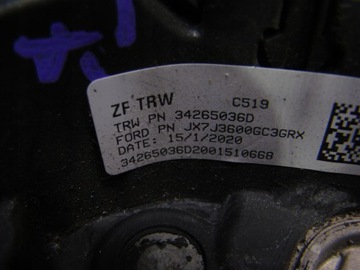 ZF TRW C519
TRW PN 34265036D
FORD PN JX7J3600GC3GRX
DATE: 15/1/2020
34265036D2001510668